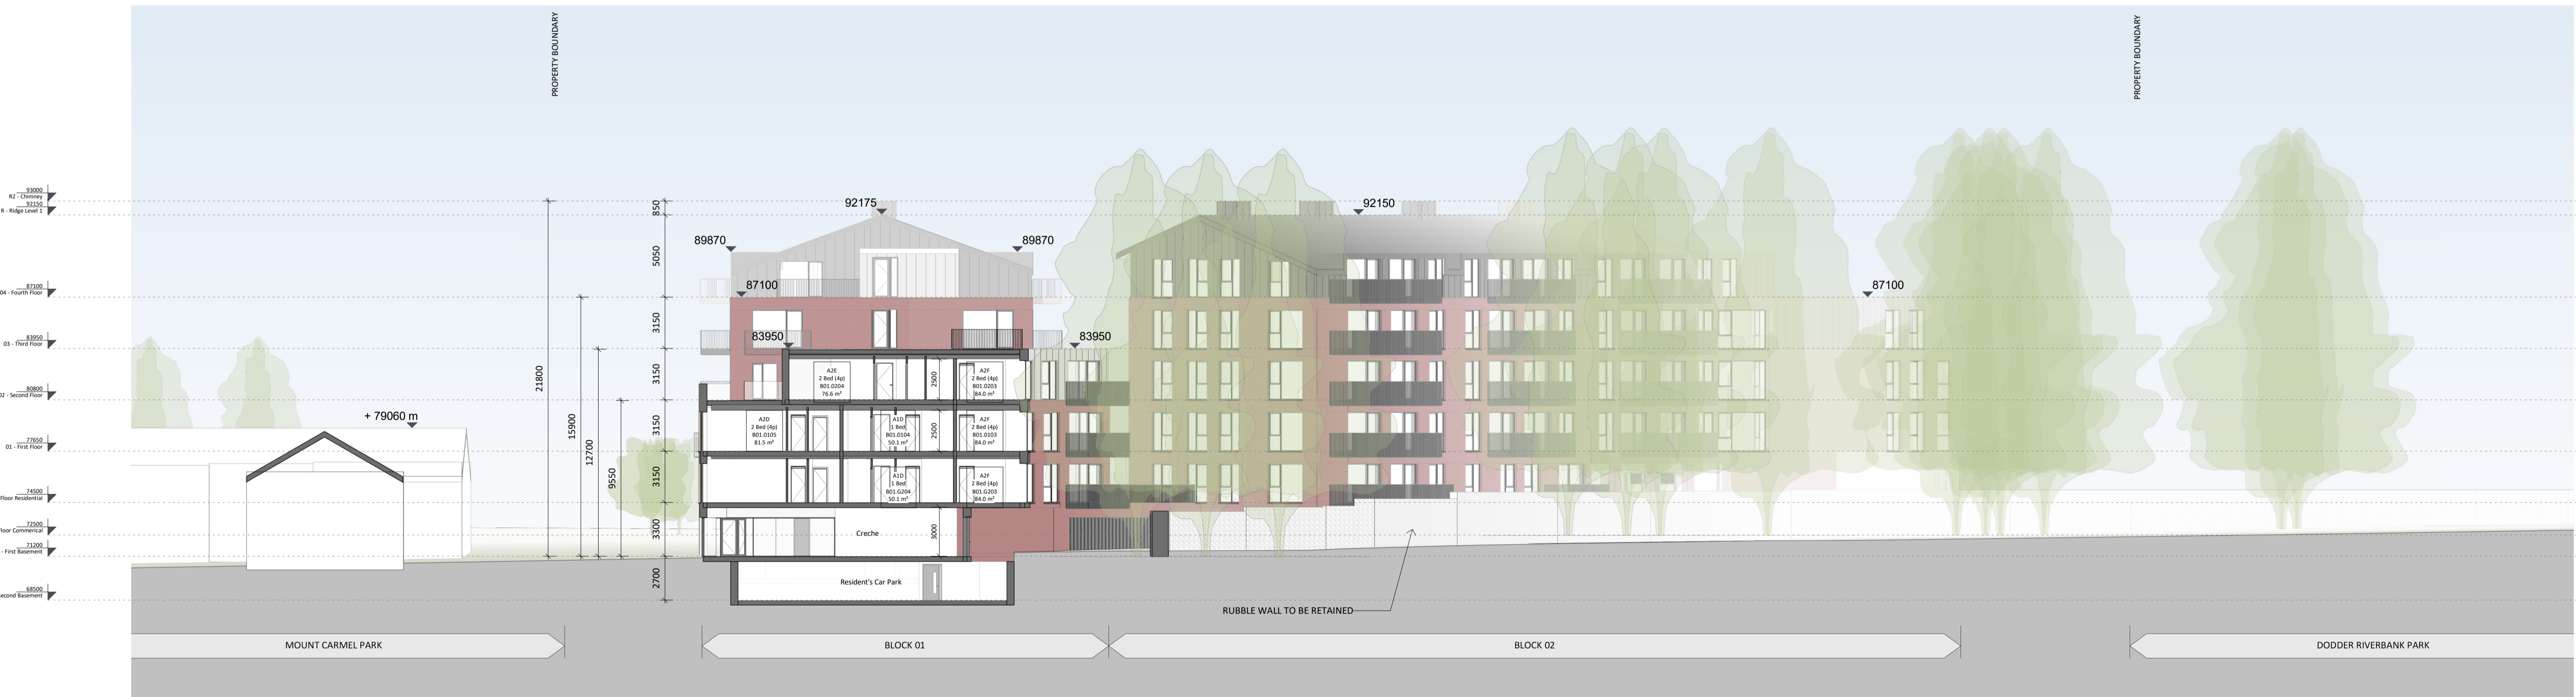 PROPERTY BOUNDARY
PROPERTY BOUNDARY
93000
R2 - Chimney
92150
R - Ridge Level 1
87100
04 - Fourth Floor
83950
03 - Third Floor
80800
02 - Second Floor
77650
01 - First Floor
74500
Floor Residential
72500
Floor Commerical
71200
- First Basement
68500
Second Basement
21800
15900
12700
9550
850
5050
3150
3150
3150
3150
3300
2700
92175
89870
89870
87100
83950
83950
92150
87100
+ 79060 m
A2E
2 Bed (4p)
B01.0204
76.6 m²
2500
A2F
2 Bed (4p)
B01.0203
84.0 m²
A2D
2 Bed (4p)
B01.0105
81.5 m²
A1D
1 Bed
B01.0104
50.1 m²
2500
A2F
2 Bed (4p)
B01.0103
84.0 m²
A1D
1 Bed
B01.G204
50.1 m²
A2F
2 Bed (4p)
B01.G203
84.0 m²
Creche
3000
Resident's Car Park
RUBBLE WALL TO BE RETAINED
MOUNT CARMEL PARK
BLOCK 01
BLOCK 02
DODDER RIVERBANK PARK